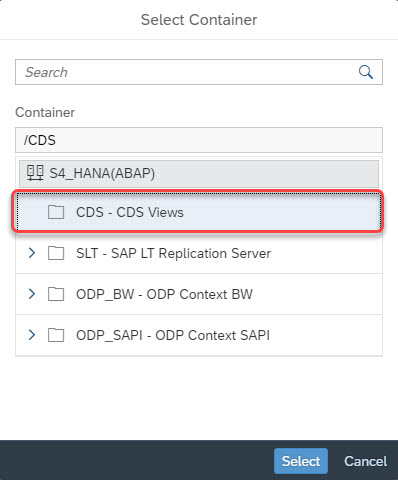 Select Container
Search
Container
/CDS
S4_HANA(ABAP)
CDS - CDS Views
SLT - SAP LT Replication Server
ODP_BW - ODP Context BW
ODP_SAPI - ODP Context SAPI
Select Cancel